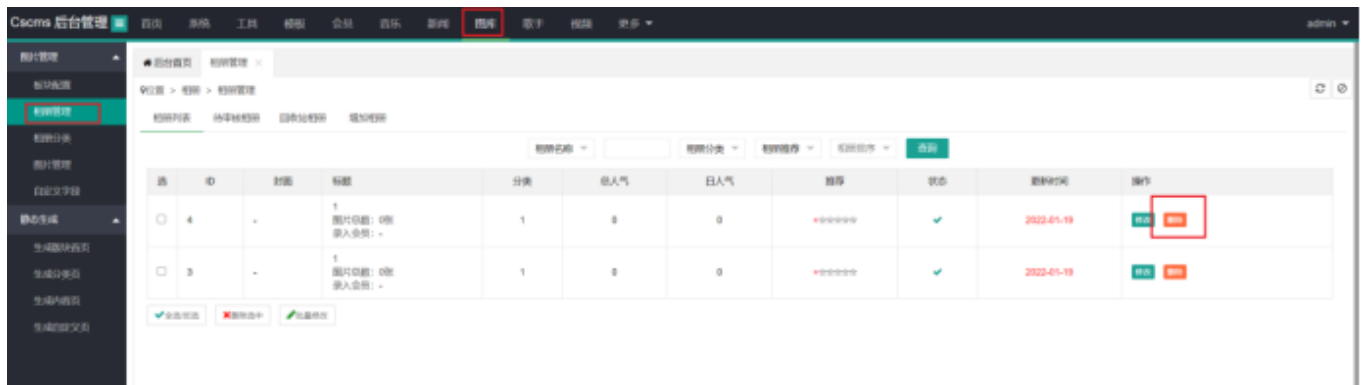 Cscms 后台管理 首页 系统 工具 模板 会员 音乐 新闻 图库 歌手 视频 更多 admin
图片管理
板块配置
相册管理
相册分类
图片管理
自定义字段
静态生成
生成版块首页
生成分类页
生成内容页
生成自定义页
后台首页 相册管理 ×
位置 > 相册 > 相册管理
相册列表 待审核相册 回收站相册 增加相册
相册名称 相册分类 相册推荐 相册排序 查询
选 ID 封面 标题 分类 总人气 日人气 推荐 状态 更新时间 操作
4 - 1 1 0 0 2022-01-19 修改 删除
图片总数：0张
录入会员：-
3 - 1 1 0 0 2022-01-19 修改 删除
图片总数：0张
录入会员：-
全选/反选 删除选中 批量修改